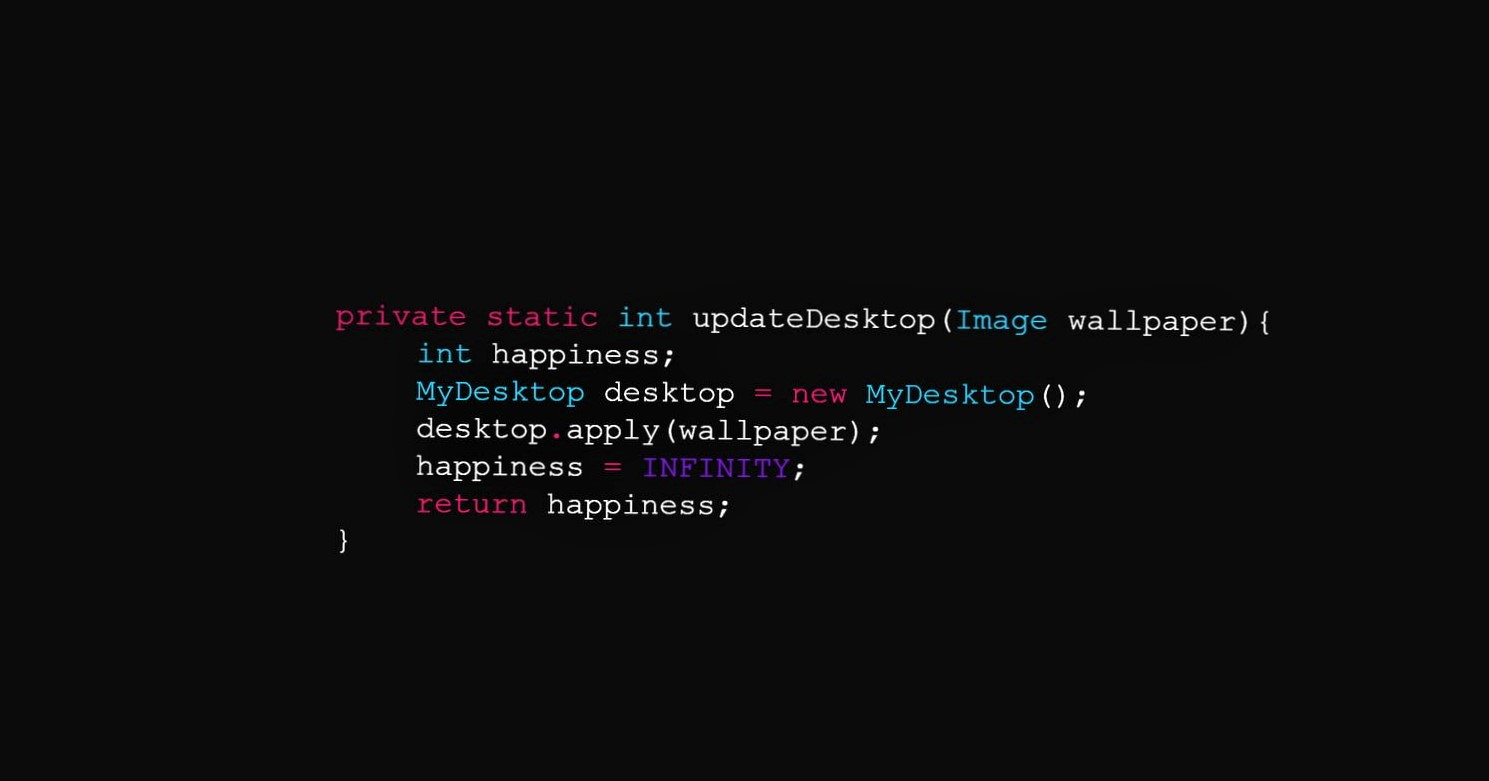 private static int updateDesktop(Image wallpaper){
    int happiness;
    MyDesktop desktop = new MyDesktop();
    desktop.apply(wallpaper);
    happiness = INFINITY;
    return happiness;
}